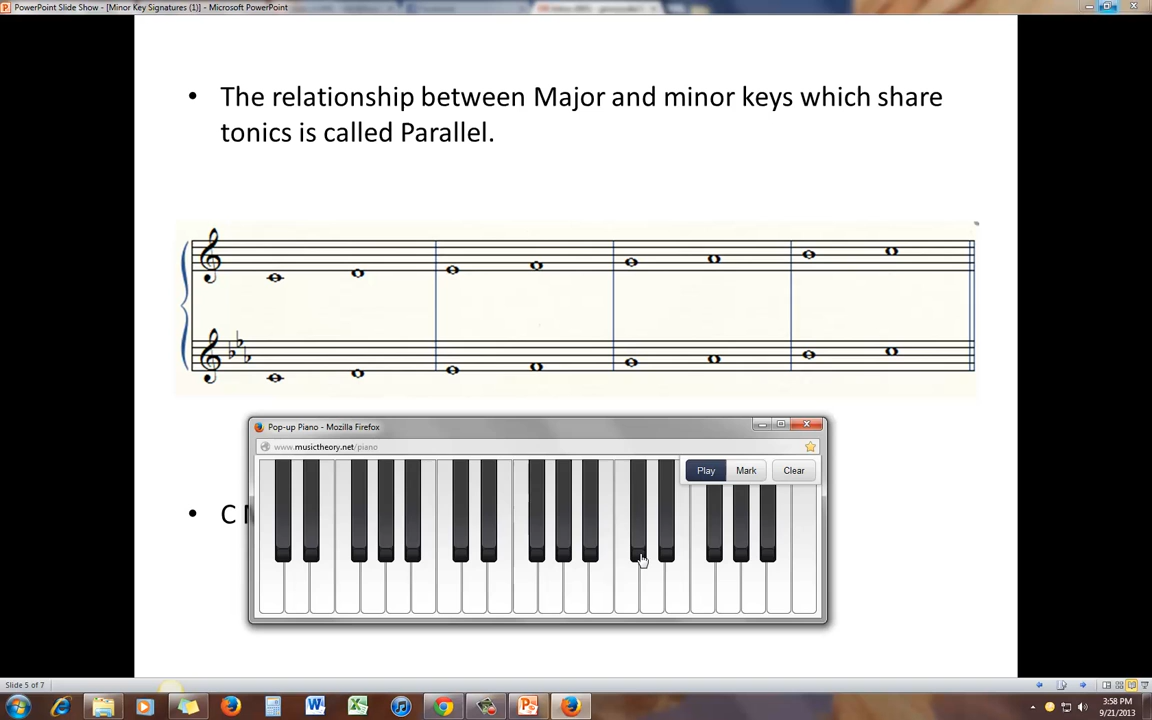 PowerPoint Slide Show - [Minor Key Signatures (1)] - Microsoft PowerPoint
• The relationship between Major and minor keys which share
tonics is called Parallel.
Pop-up Piano - Mozilla Firefox
www.musictheory.net/piano
Play Mark Clear
• C
Slide 5 of 7
3:58 PM
9/21/2013